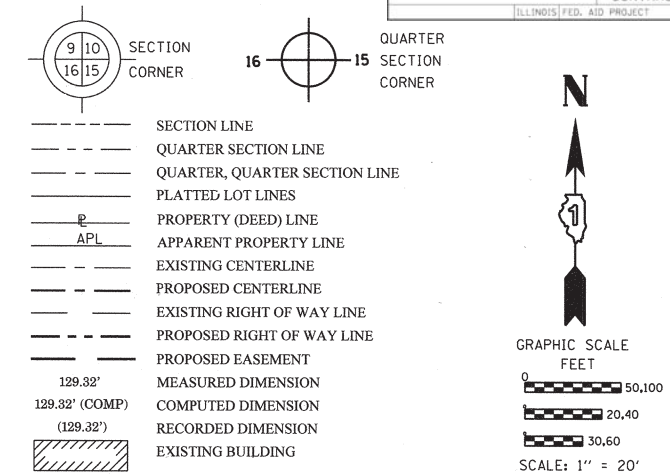 ILLINOIS FED. AID PROJECT
9 10
16 15
SECTION
CORNER
16 15
QUARTER
SECTION
CORNER
N
1
SECTION LINE
QUARTER SECTION LINE
QUARTER, QUARTER SECTION LINE
PLATTED LOT LINES
PL PROPERTY (DEED) LINE
APL APPARENT PROPERTY LINE
EXISTING CENTERLINE
PROPOSED CENTERLINE
EXISTING RIGHT OF WAY LINE
PROPOSED RIGHT OF WAY LINE
PROPOSED EASEMENT
129.32' MEASURED DIMENSION
129.32' (COMP) COMPUTED DIMENSION
(129.32') RECORDED DIMENSION
EXISTING BUILDING
GRAPHIC SCALE
FEET
0
50,100
20,40
30,60
SCALE: 1" = 20'